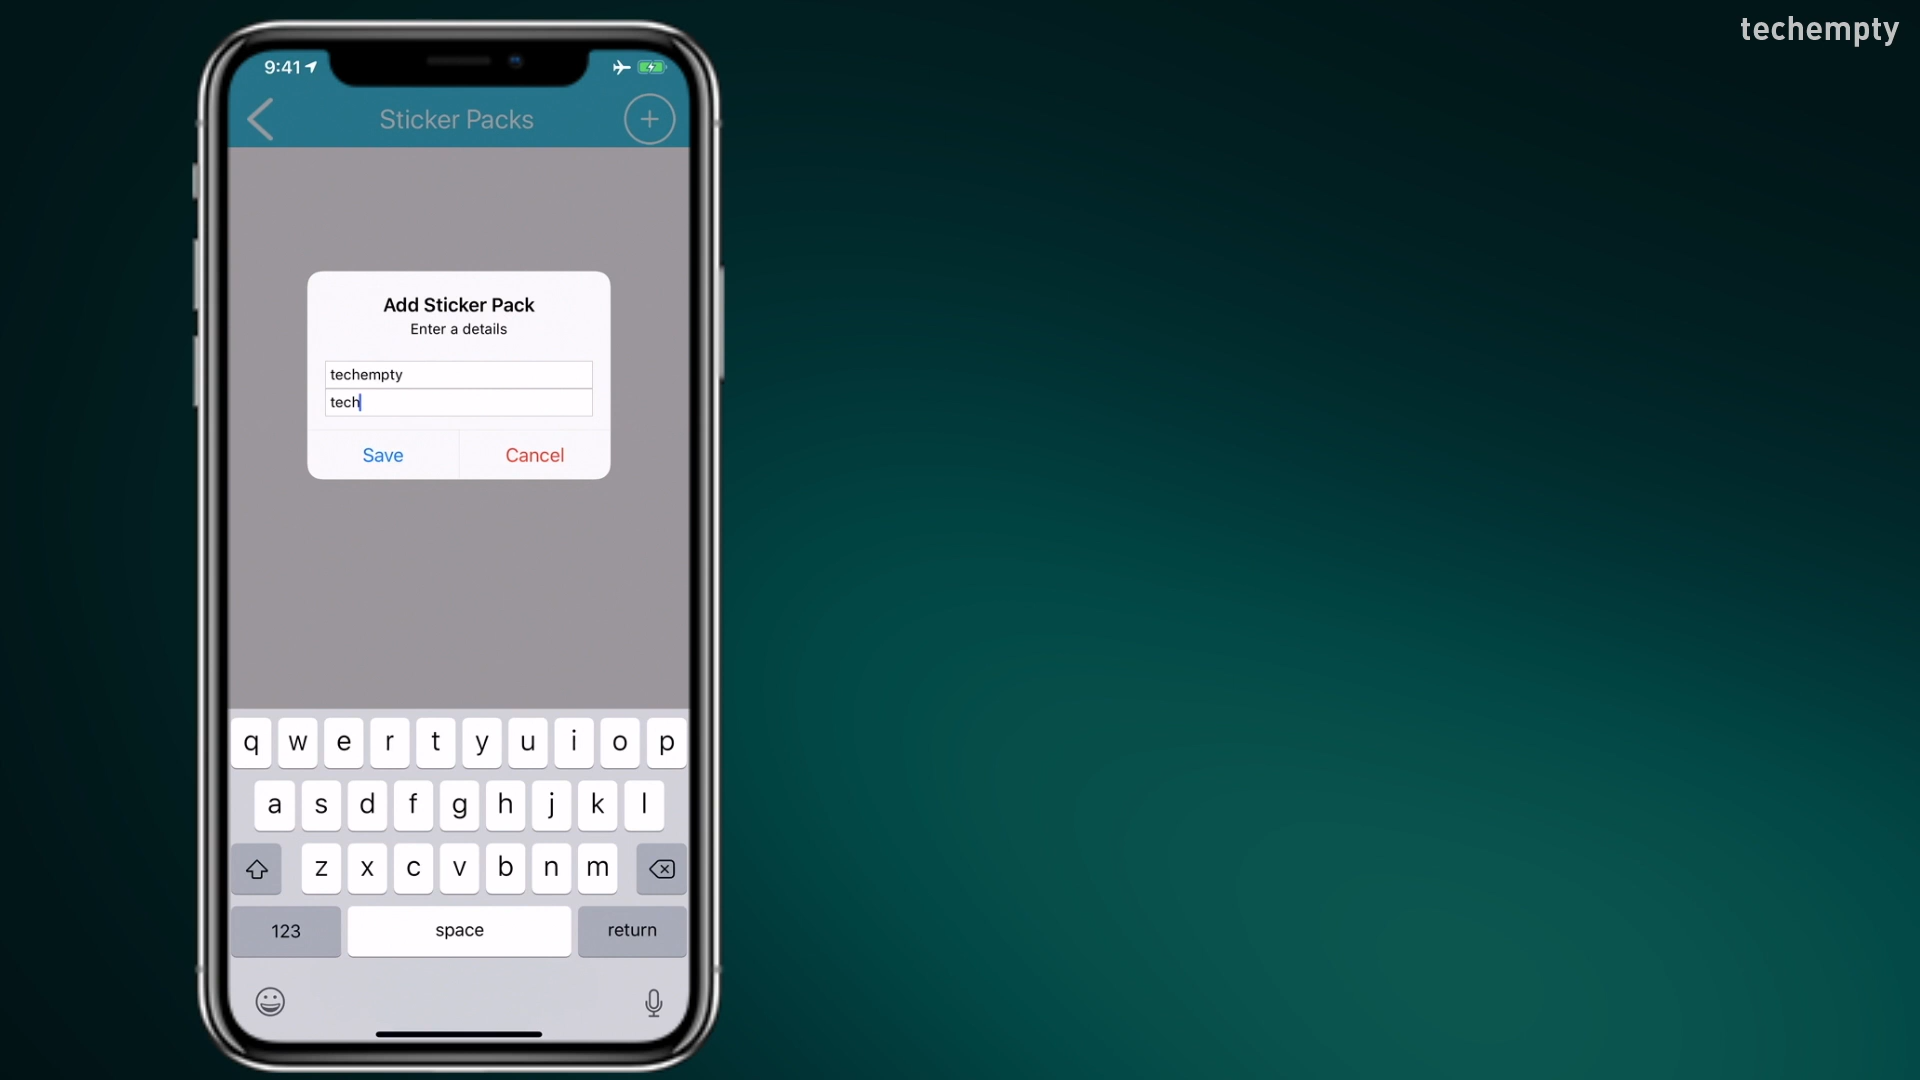 techempty
9:41
Sticker Packs
Add Sticker Pack
Enter a details
techempty
tech
Save Cancel
q w e r t y u i o p
a s d f g h j k l
z x c v b n m
123 space return